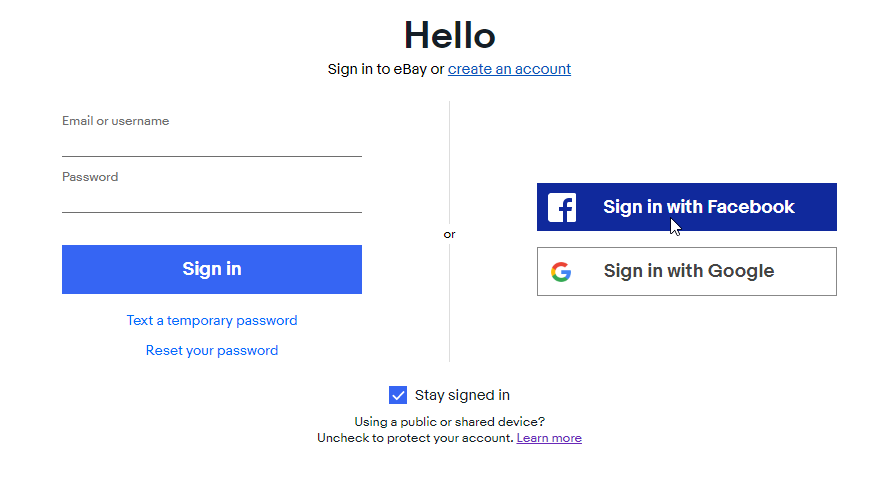 Hello
Sign in to eBay or create an account
Email or username
Password
Sign in
Text a temporary password
Reset your password
or
Sign in with Facebook
Sign in with Google
Stay signed in
Using a public or shared device?
Uncheck to protect your account. Learn more